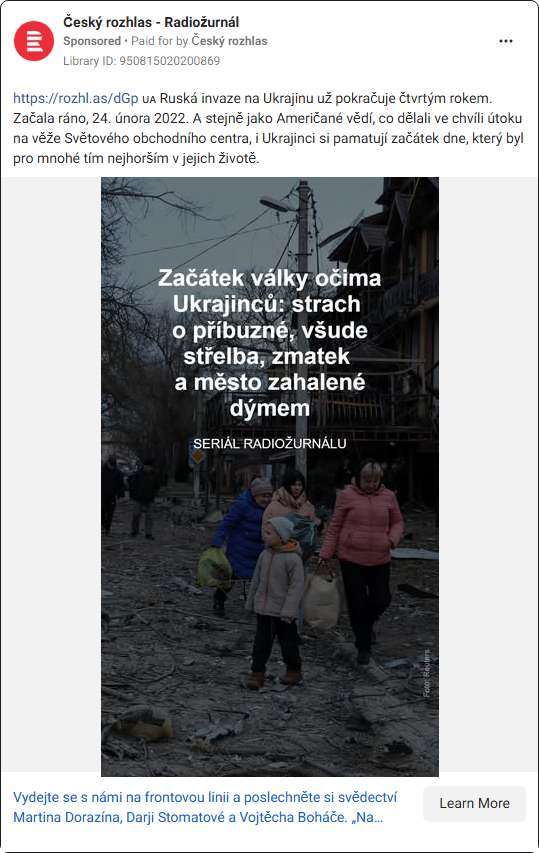 Český rozhlas - Radiožurnál
Sponsored • Paid for by Český rozhlas
Library ID: 950815020200869
https://rozhl.as/dGp UA Ruská invaze na Ukrajinu už pokračuje čtvrtým rokem.
Začala ráno, 24. února 2022. A stejně jako Američané vědí, co dělali ve chvíli útoku
na věže Světového obchodního centra, i Ukrajinci si pamatují začátek dne, který byl
pro mnohé tím nejhorším v jejich životě.
Začátek války očima
Ukrajinců: strach
o příbuzné, všude
střelba, zmatek
a město zahalené
dýmem
SERIÁL RADIOŽURNÁLU
Foto: Reuters
Vydejte se s námi na frontovou linii a poslechněte si svědectví
Martina Dorazína, Darji Stomatové a Vojtěcha Boháče. „Na...
Learn More